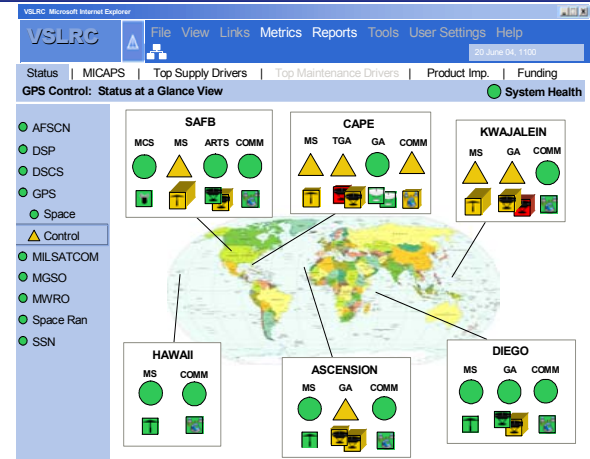 VSLRC Microsoft Internet Explorer
VSLRC
File View Links Metrics Reports Tools User Settings Help
20 June 04, 1100
Status | MICAPS | Top Supply Drivers | Top Maintenance Drivers | Product Imp. | Funding
GPS Control: Status at a Glance View
System Health
AFSCN
DSP
DSCS
GPS
Space
Control
MILSATCOM
MGSO
MWRO
Space Ran
SSN
SAFB
MCS MS ARTS COMM
CAPE
MS TGA GA COMM
KWAJALEIN
MS GA COMM
HAWAII
MS COMM
ASCENSION
MS GA COMM
DIEGO
MS GA COMM